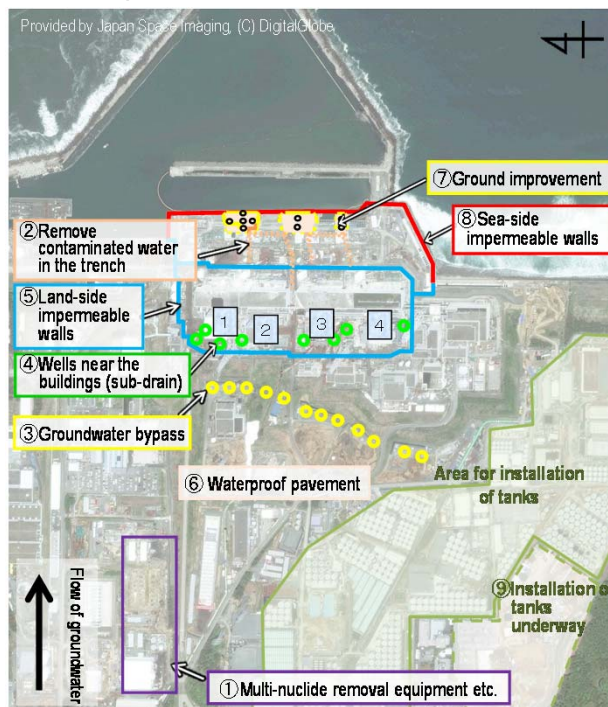 Provided by Japan Space Imaging, (C) DigitalGlobe
⑦Ground improvement
②Remove
contaminated water
in the trench
⑧Sea-side
impermeable walls
⑤Land-side
impermeable
walls
1
2
3
4
④Wells near the
buildings (sub-drain)
③Groundwater bypass
⑥ Waterproof pavement
Area for installation
of tanks
⑨Installation o
tanks
underway
Flow of groundwater
①Multi-nuclide removal equipment etc.